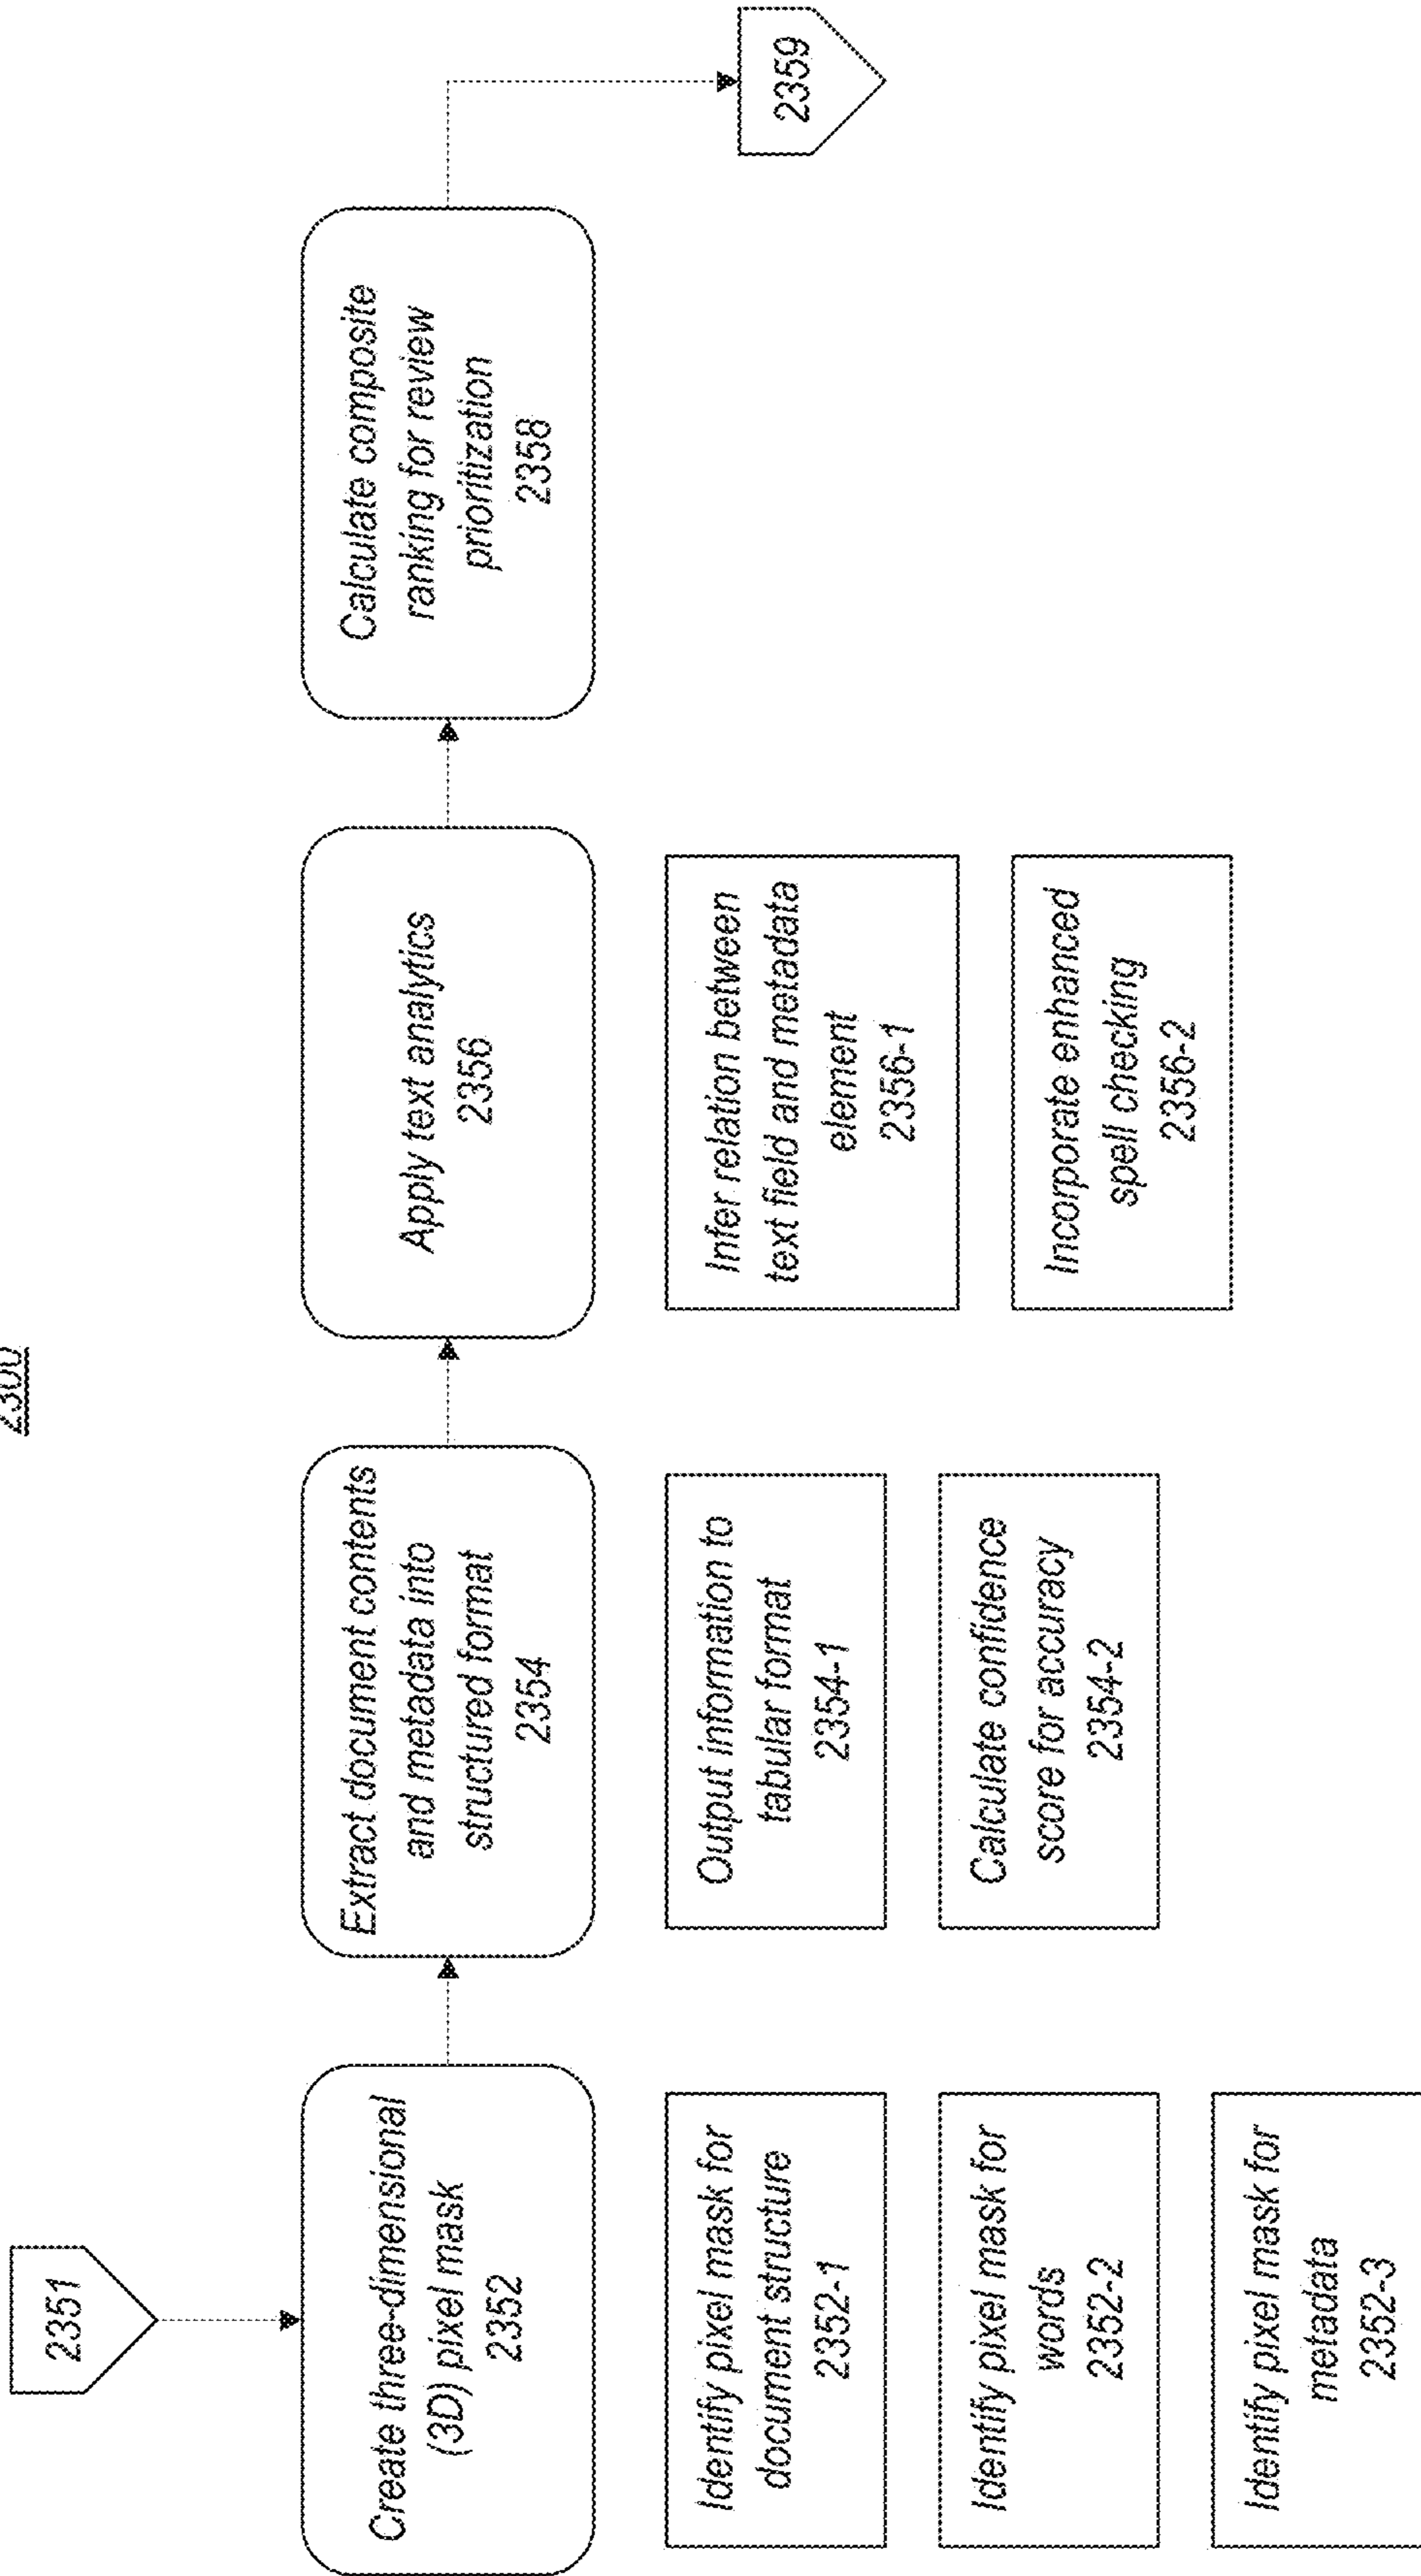 2300
2351
Create three-dimensional
(3D) pixel mask
2352
Identify pixel mask for
document structure
2352-1
Identify pixel mask for
words
2352-2
Identify pixel mask for
metadata
2352-3
Extract document contents
and metadata into
structured format
2354
Output information to
tabular format
2354-1
Calculate confidence
score for accuracy
2354-2
Apply text analytics
2356
Infer relation between
text field and metadata
element
2356-1
Incorporate enhanced
spell checking
2356-2
Calculate composite
ranking for review
prioritization
2358
2359